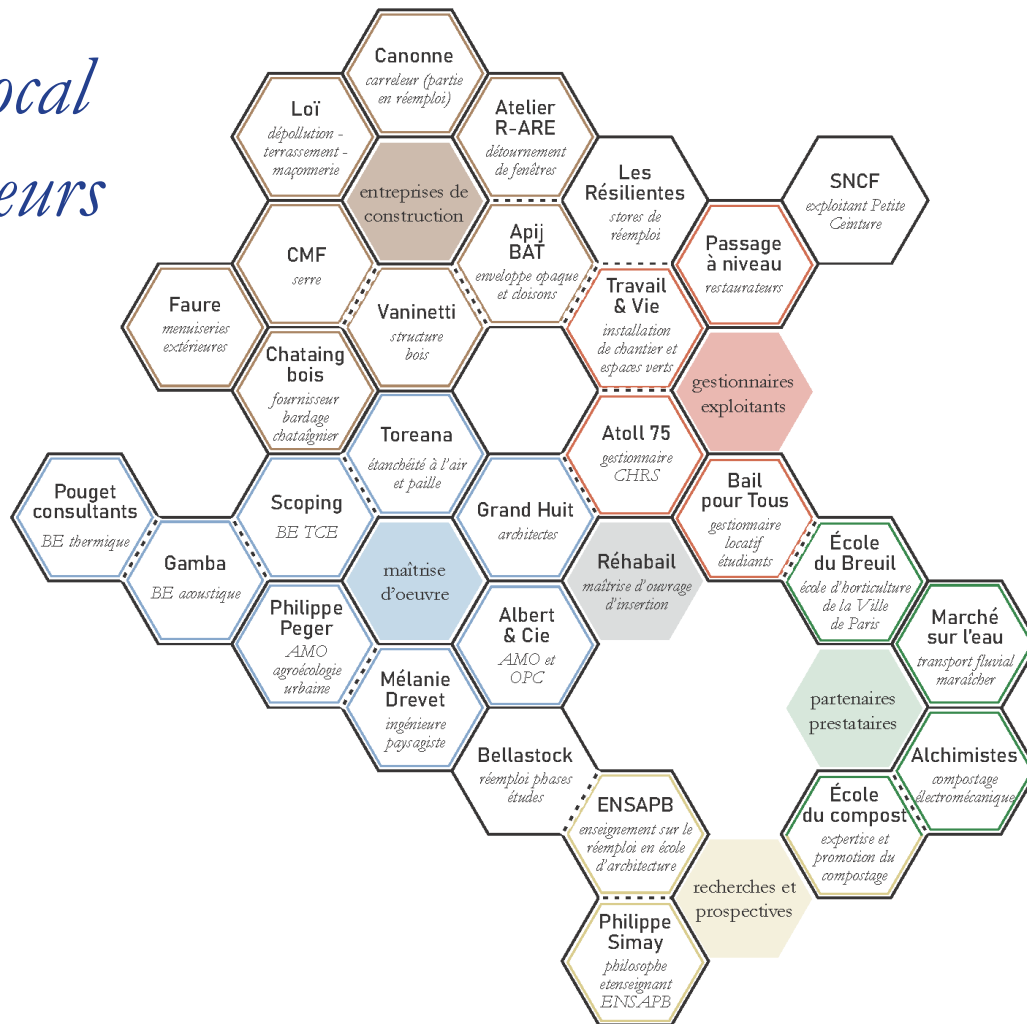 ocal
eurs
Canonne
carreleur (partie
en réemploi)
Loï
dépollution -
terrassement -
maçonnerie
Atelier
R-ARE
détournement
de fenêtres
entreprises de
construction
Les
Résilientes
stores de
réemploi
SNCF
exploitant Petite
Ceinture
CMF
serre
Apij
BAT
enveloppe opaque
et cloisons
Passage
à niveau
restaurateurs
Faure
menuiseries
extérieures
Vaninetti
structure
bois
Travail
& Vie
installation
de chantier et
espaces verts
Chataing
bois
fournisseur
bardage
chataîgnier
gestionnaires
exploitants
Toreana
étanchéité à l'air
et paille
Atoll 75
gestionnaire
CHRS
Pouget
consultants
BE thermique
Scoping
BE TCE
Grand Huit
architectes
Bail
pour Tous
gestionnaire
locatif
étudiants
Gamba
BE acoustique
maîtrise
d'oeuvre
Réhabail
maîtrise d'ouvrage
d'insertion
École
du Breuil
école d'horticulture
de la Ville
de Paris
Philippe
Peger
AMO
agroécologie
urbaine
Albert
& Cie
AMO et
OPC
Marché
sur l'eau
transport fluvial
maraîcher
Mélanie
Drevet
ingénieure
paysagiste
partenaires
prestataires
Bellastock
réemploi phases
études
Alchimistes
compostage
électromécanique
ENSAPB
enseignement sur le
réemploi en école
d'architecture
École
du compost
expertise et
promotion du
compostage
recherches et
prospectives
Philippe
Simay
philosophe
etenseignant
ENSAPB